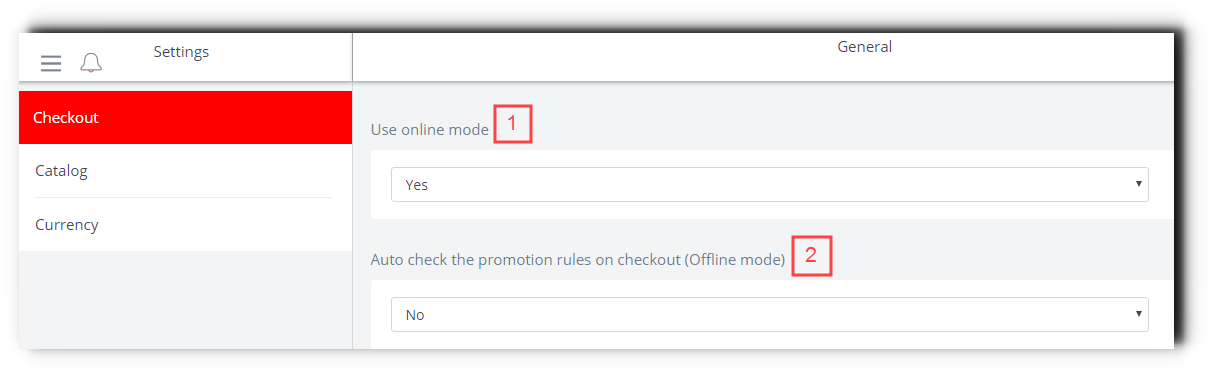 Settings
General
Checkout
Catalog
Currency
Use online mode 1
Yes
Auto check the promotion rules on checkout (Offline mode) 2
No